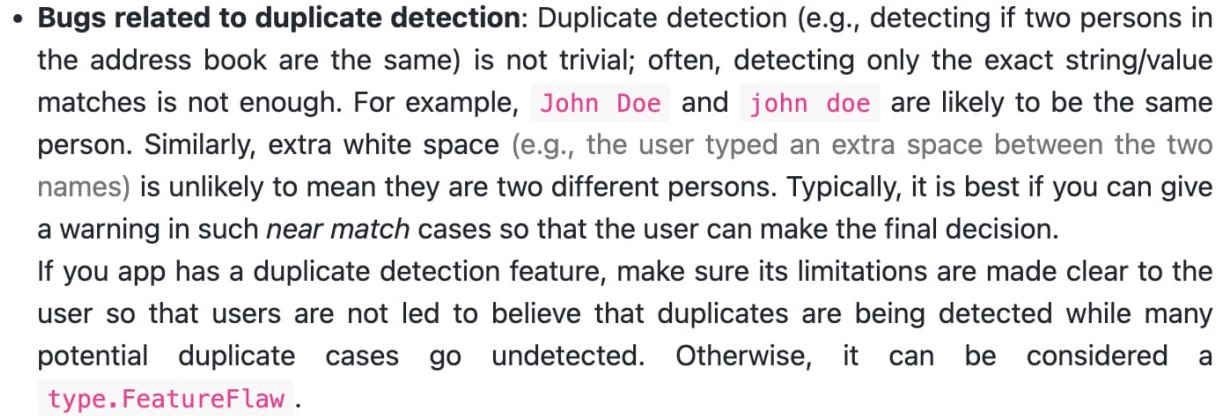 • Bugs related to duplicate detection: Duplicate detection (e.g., detecting if two persons in
the address book are the same) is not trivial; often, detecting only the exact string/value
matches is not enough. For example, John Doe and john doe are likely to be the same
person. Similarly, extra white space (e.g., the user typed an extra space between the two
names) is unlikely to mean they are two different persons. Typically, it is best if you can give
a warning in such near match cases so that the user can make the final decision.
If you app has a duplicate detection feature, make sure its limitations are made clear to the
user so that users are not led to believe that duplicates are being detected while many
potential duplicate cases go undetected. Otherwise, it can be considered a
type.FeatureFlaw.